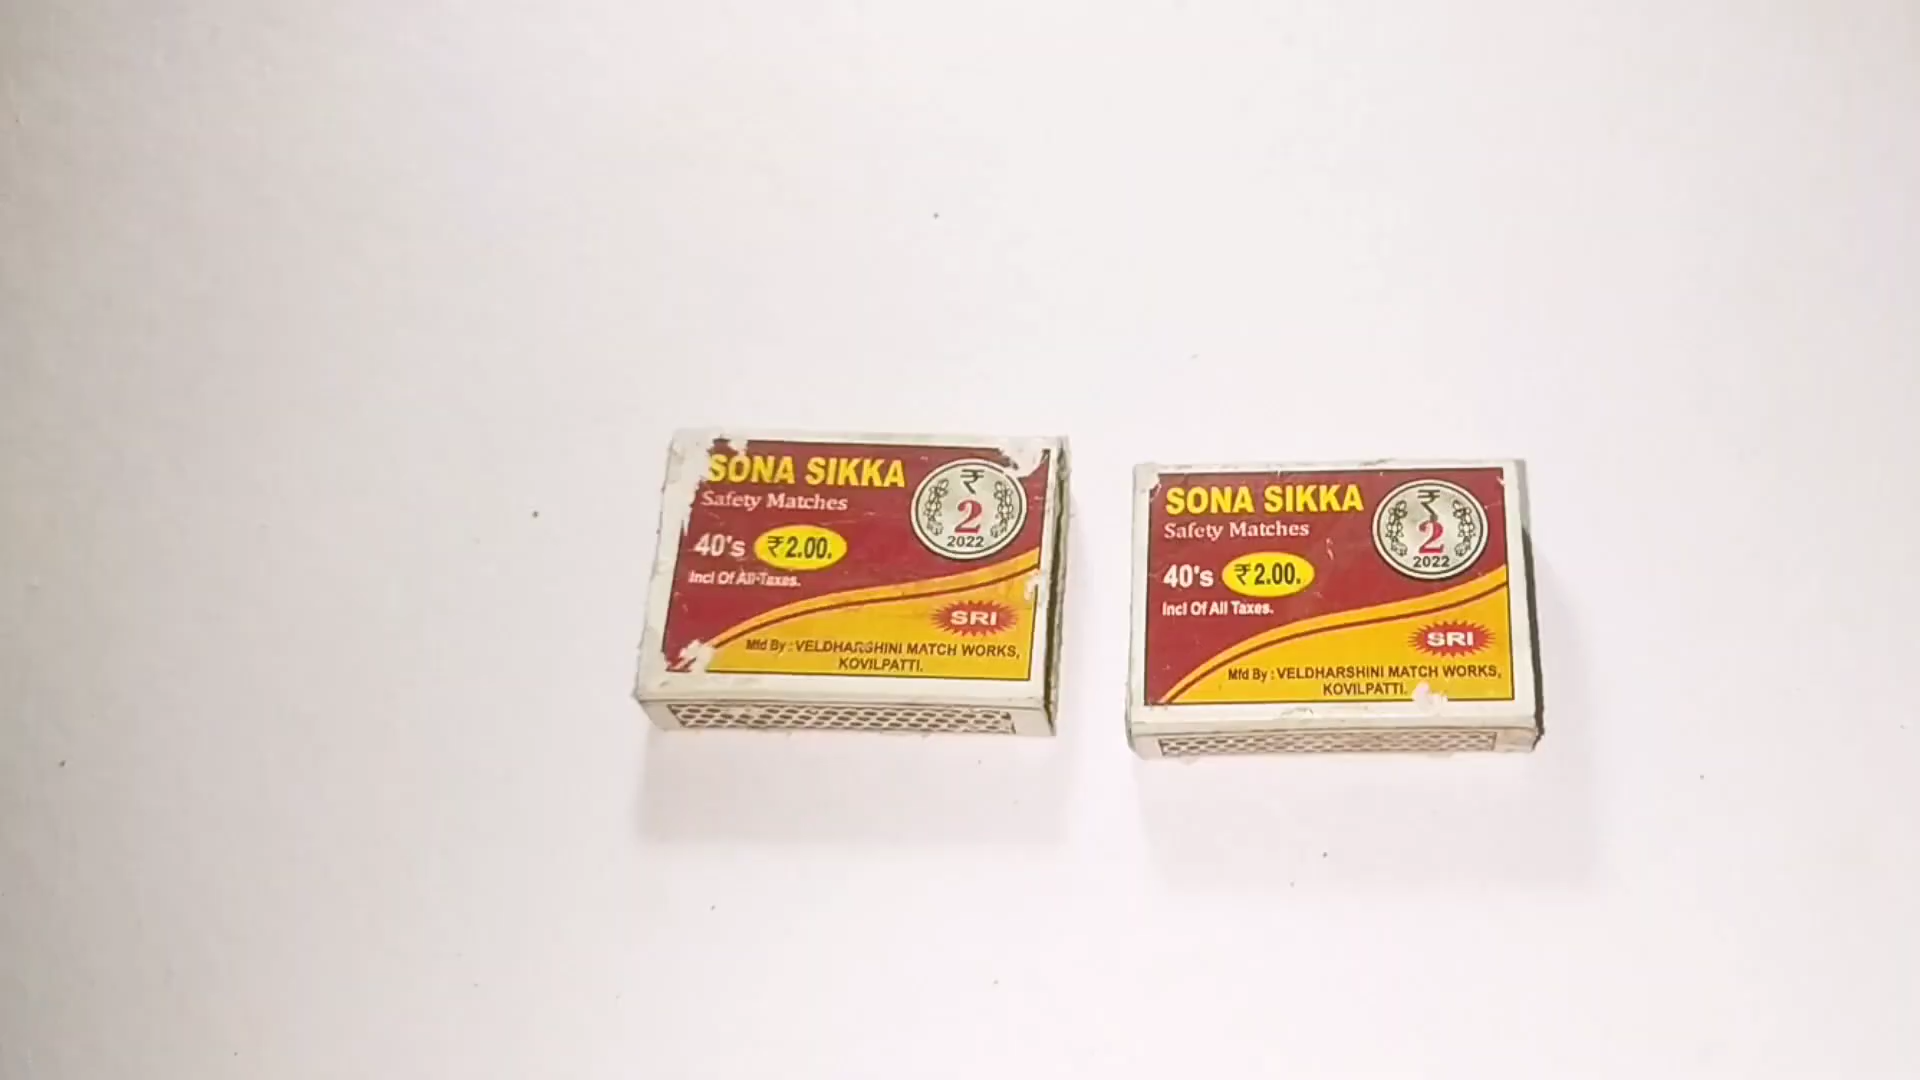 SONA SIKKA
Safety Matches
40's ₹2.00.
Incl Of All Taxes.
₹
2
2022
SRI
Mfd By : VELDHARSHINI MATCH WORKS,
KOVILPATTI.
SONA SIKKA
Safety Matches
40's ₹2.00.
Incl Of All Taxes.
₹
2
2022
SRI
Mfd By : VELDHARSHINI MATCH WORKS,
KOVILPATTI.